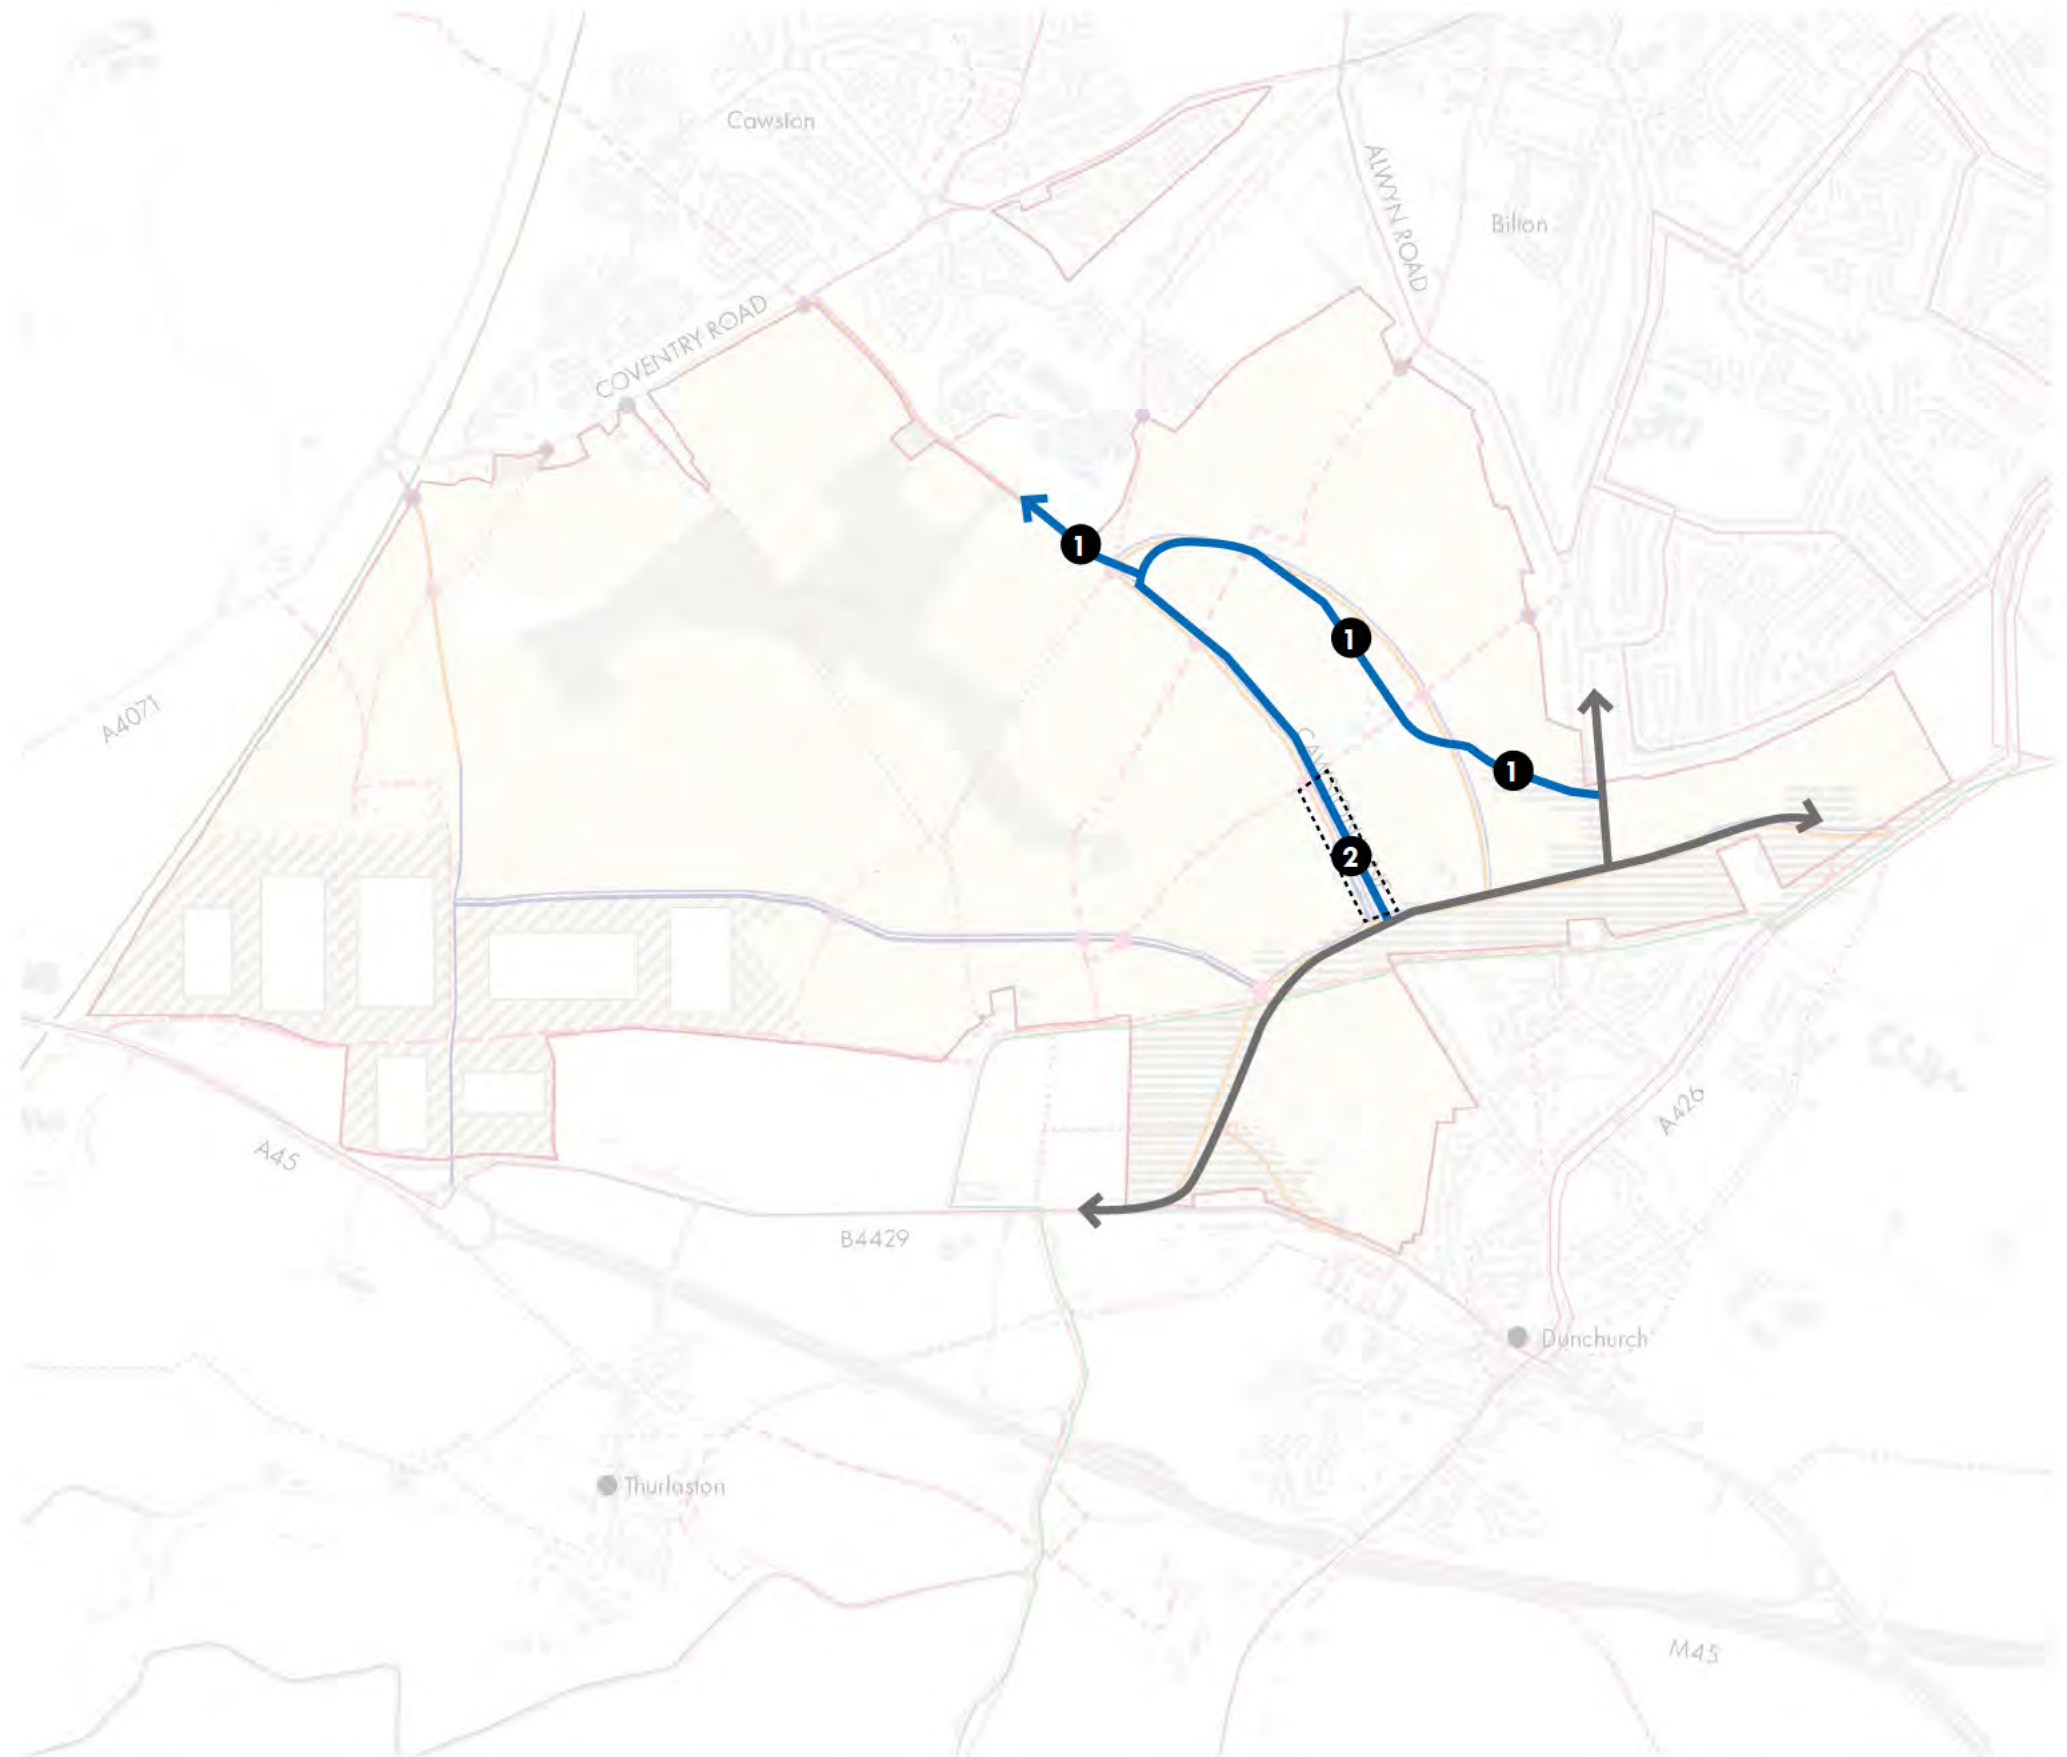 Cawston
ALWYN ROAD
Bilton
COVENTRY ROAD
1
1
A4071
1
2
A426
A45
B4429
Dunchurch
Thurlaston
M45